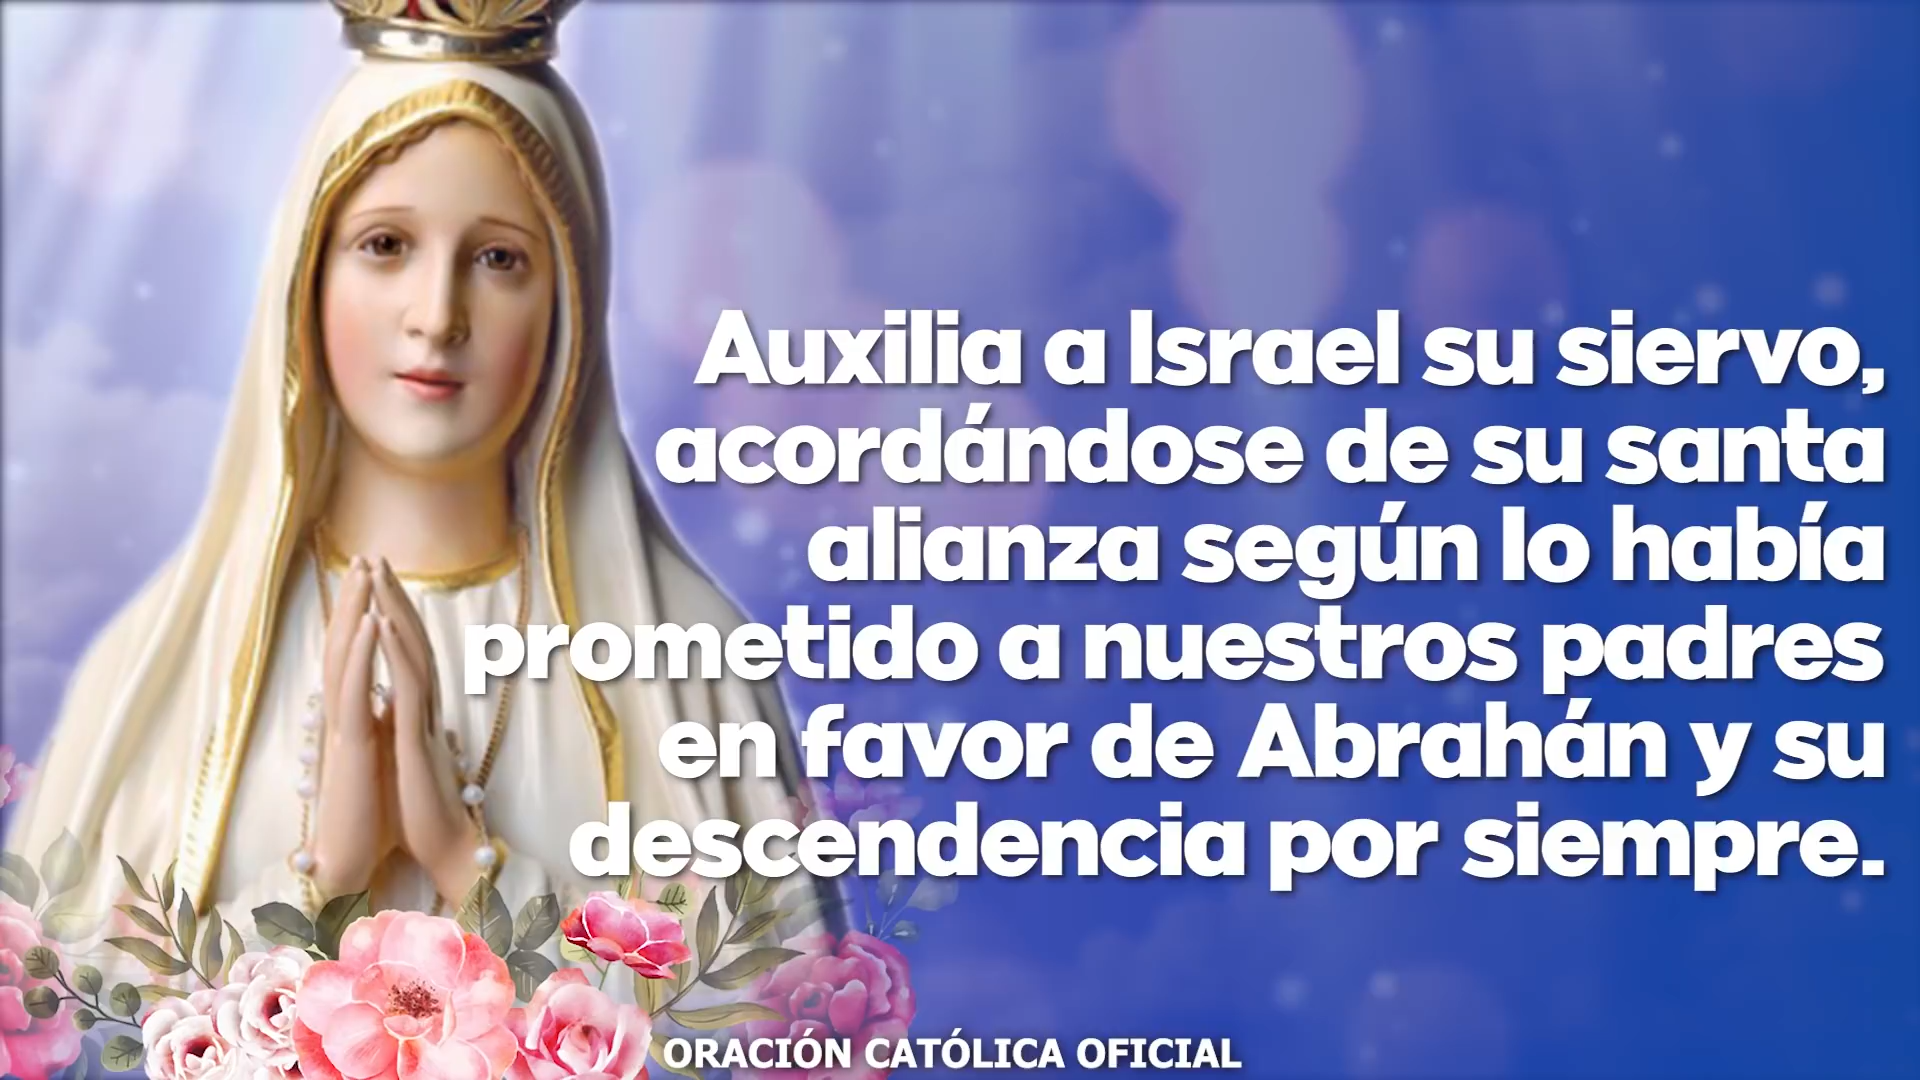 Auxilia a Israel su siervo,
acordándose de su santa
alianza según lo había
prometido a nuestros padres
en favor de Abrahán y su
descendencia por siempre.
ORACIÓN CATÓLICA OFICIAL